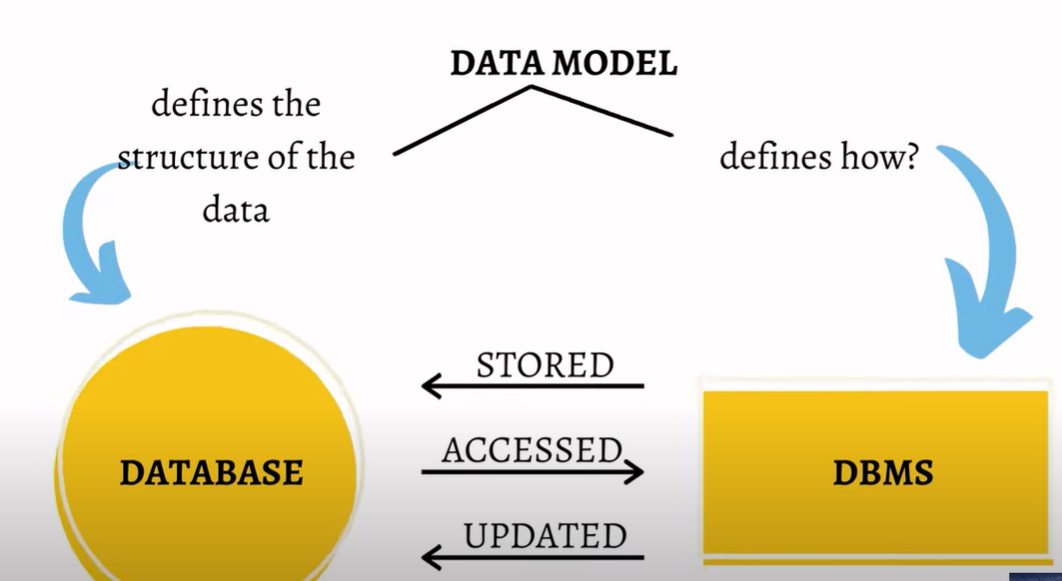 DATA MODEL
defines the
structure of the
data
defines how?
STORED
ACCESSED
UPDATED
DATABASE
DBMS